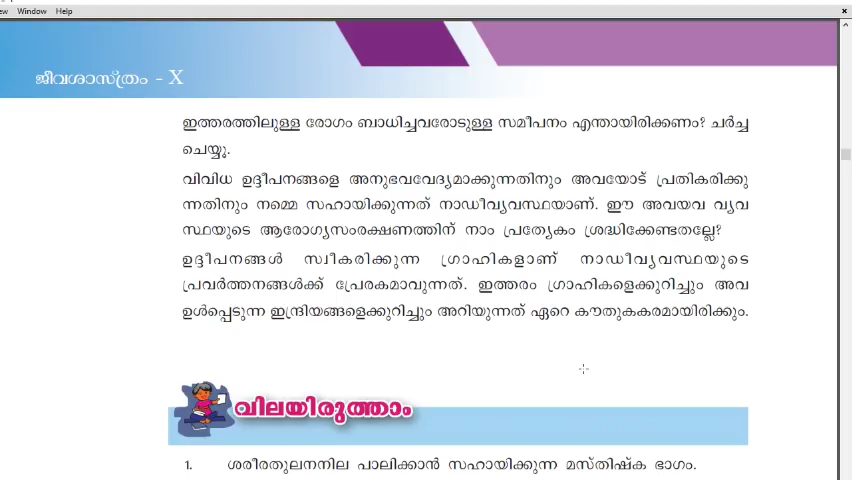 ew Window Help
ജീവശാസ്ത്രം - X
ഇത്തരത്തിലുള്ള രോഗം ബാധിച്ചവരോടുള്ള സമീപനം എന്തായിരിക്കണം? ചർച്ച
ചെയ്യൂ.
വിവിധ ഉദ്ദീപനങ്ങളെ അനുഭവവേദ്യമാക്കുന്നതിനും അവയോട് പ്രതികരിക്കു
ന്നതിനും നമ്മെ സഹായിക്കുന്നത് നാഡീവ്യവസ്ഥയാണ്. ഈ അവയവ വ്യവ
സ്ഥയുടെ ആരോഗ്യസംരക്ഷണത്തിന് നാം പ്രത്യേകം ശ്രദ്ധിക്കേണ്ടതല്ലേ?
ഉദ്ദീപനങ്ങൾ സ്വീകരിക്കുന്ന ഗ്രാഹികളാണ് നാഡീവ്യവസ്ഥയുടെ
പ്രവർത്തനങ്ങൾക്ക് പ്രേരകമാവുന്നത്. ഇത്തരം ഗ്രാഹികളെക്കുറിച്ചും അവ
ഉൾപ്പെടുന്ന ഇന്ദ്രിയങ്ങളെക്കുറിച്ചും അറിയുന്നത് ഏറെ കൗതുകകരമായിരിക്കും.
വിലയിരുത്താം
1. ശരീരതുലനനില പാലിക്കാൻ സഹായിക്കുന്ന മസ്തിഷ്ക ഭാഗം.